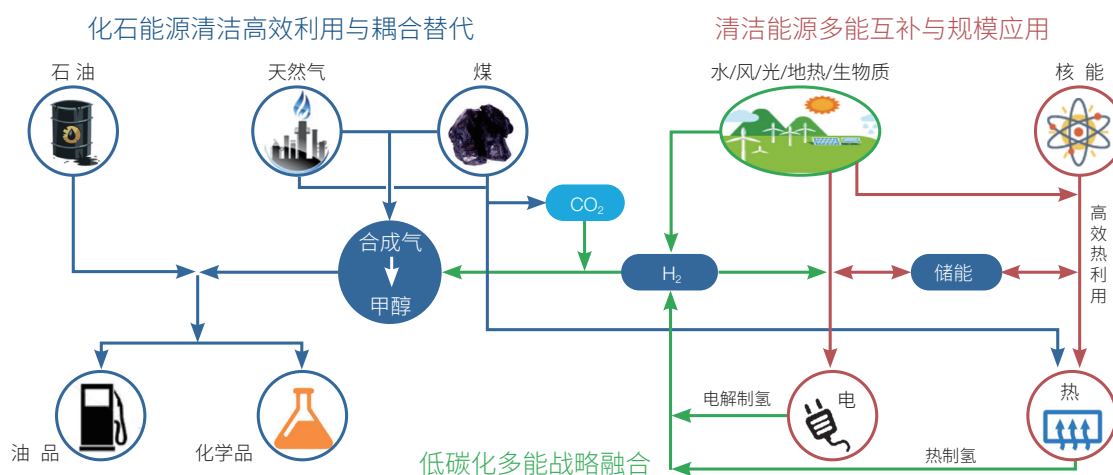 化石能源清洁高效利用与耦合替代
清洁能源多能互补与规模应用
石油
天然气
煤
水/风/光/地热/生物质
核能
CO₂
合成气
甲醇
H₂
储能
高效热利用
油品
化学品
电解制氢
电
热
热制氢
低碳化多能战略融合